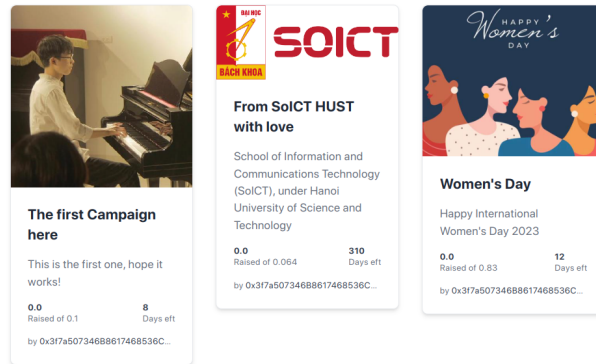 The first Campaign
here
This is the first one, hope it
works!
0.0
8
Raised of 0.1
Days eft
by 0x3f7a507346B8617468536C...
ĐẠI HỌC
BÁCH KHOA
SOICT
From SoICT HUST
with love
School of Information and
Communications Technology
(SoICT), under Hanoi
University of Science and
Technology
0.0
310
Raised of 0.064
Days eft
by 0x3f7a507346B8617468536C...
HAPPY
Women's
DAY
Women's Day
Happy International
Women's Day 2023
0.0
12
Raised of 0.83
Days eft
by 0x3f7a507346B8617468536C...